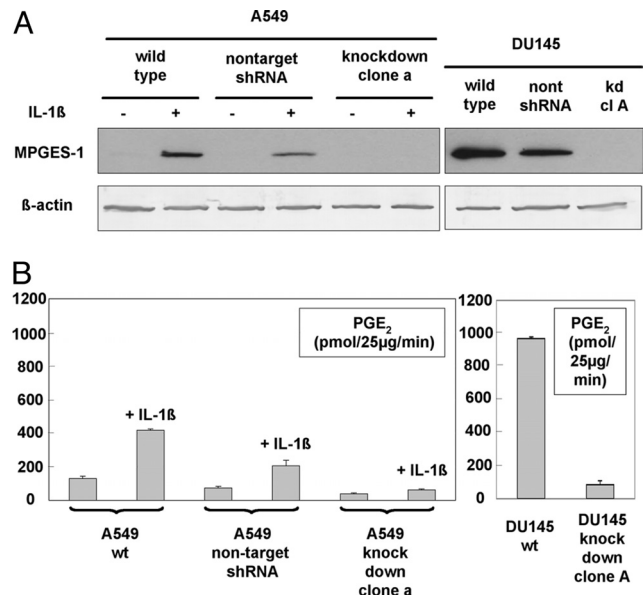 A
A549
wild type
nontarget shRNA
knockdown clone a
DU145
wild type
nont shRNA
kd cl A
IL-1ß
- + - + - +
MPGES-1
ß-actin
B
1200
1000
800
600
400
200
0
PGE2
(pmol/25µg/min)
+ IL-1ß
+ IL-1ß
+ IL-1ß
A549
wt
A549
non-target
shRNA
A549
knock
down
clone a
1200
1000
800
600
400
200
0
PGE2
(pmol/
25µg/
min)
DU145
wt
DU145
knock
down
clone A